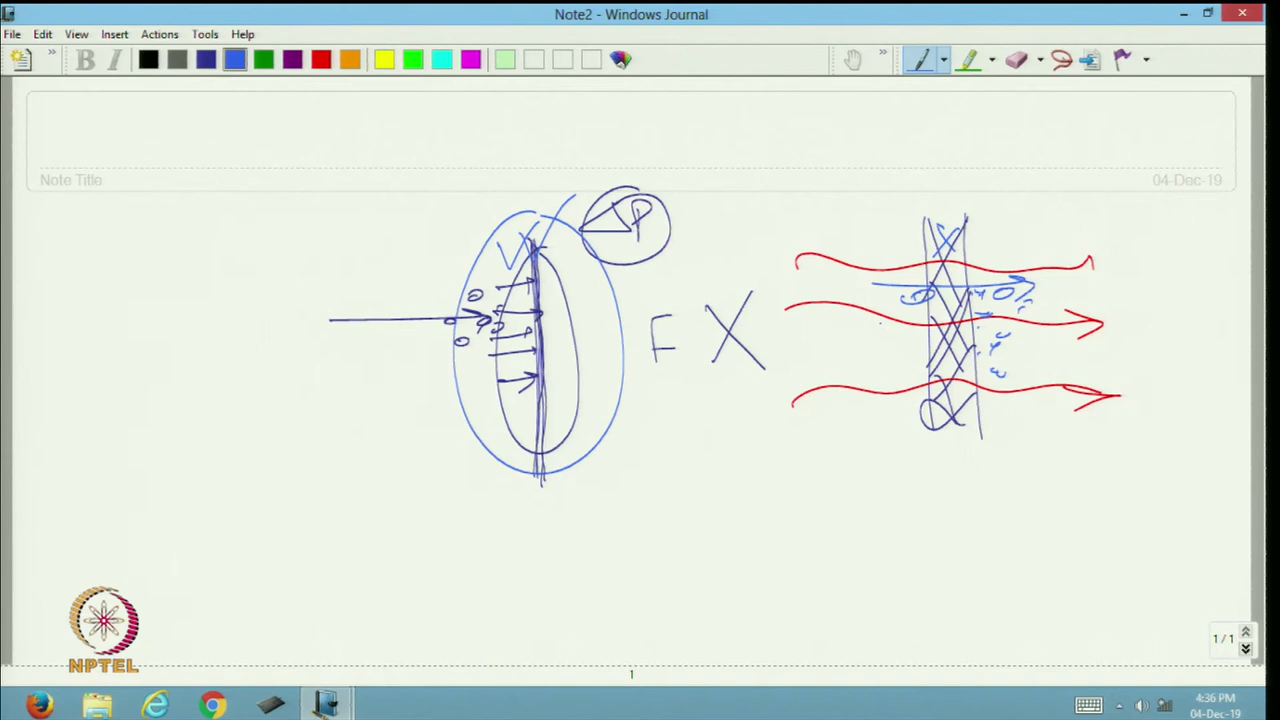 Note2 - Windows Journal
File Edit View Insert Actions Tools Help
B I
Note Title
04-Dec-19
ΔP
F X
α
NPTEL
1/1
1
4:36 PM
04-Dec-19